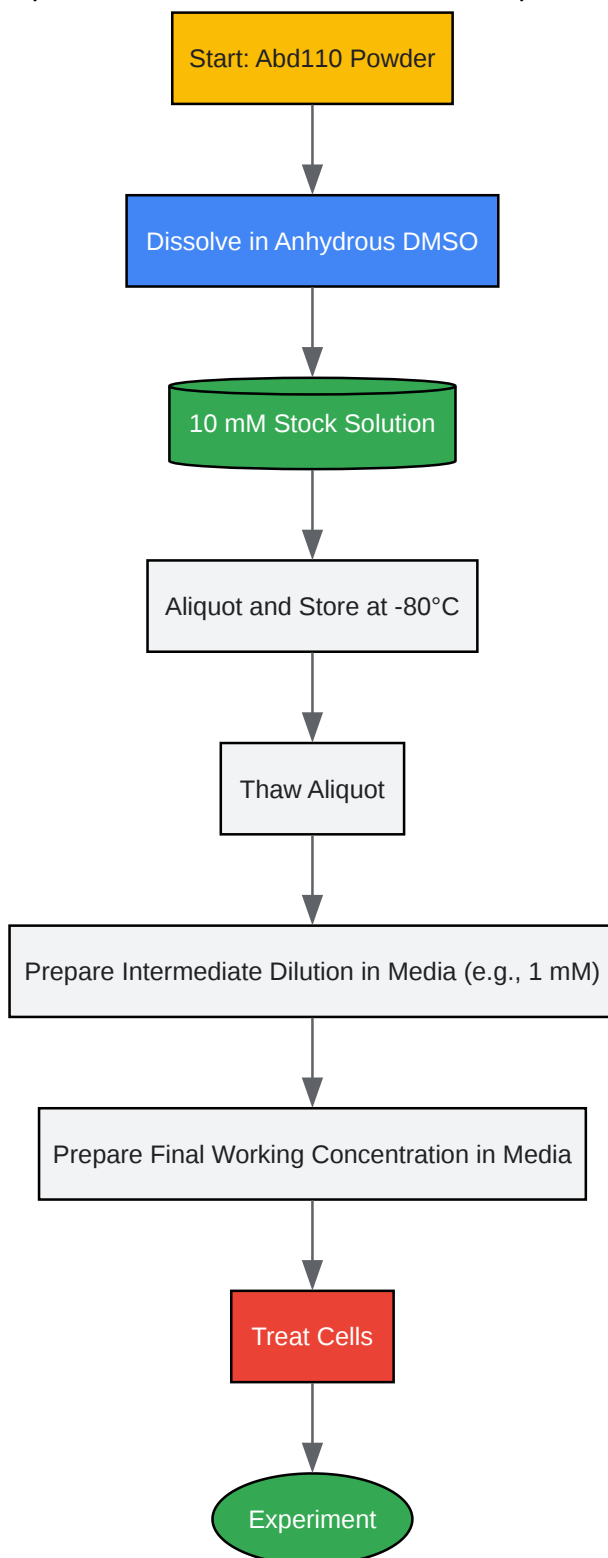 Start: Abd110 Powder
Dissolve in Anhydrous DMSO
10 mM Stock Solution
Aliquot and Store at -80°C
Thaw Aliquot
Prepare Intermediate Dilution in Media (e.g., 1 mM)
Prepare Final Working Concentration in Media
Treat Cells
Experiment